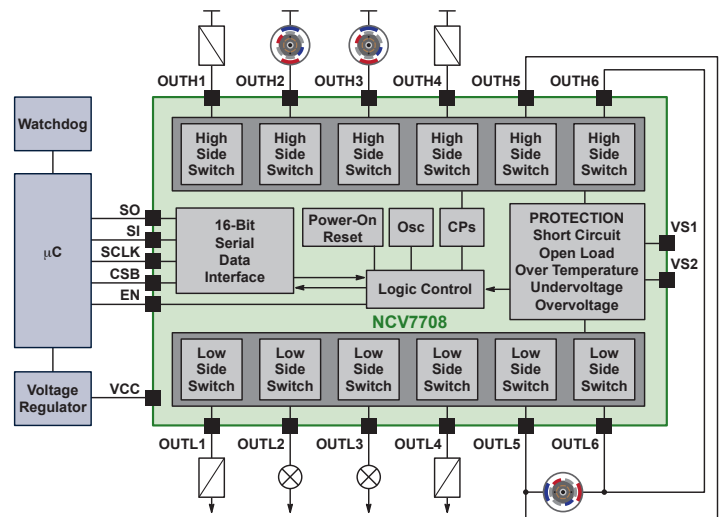 OUTH1 OUTH2 OUTH3 OUTH4 OUTH5 OUTH6
Watchdog
High Side Switch
High Side Switch
High Side Switch
High Side Switch
High Side Switch
High Side Switch
µC
SO
SI
SCLK
CSB
EN
16-Bit
Serial
Data
Interface
Power-On
Reset
Osc
CPs
Logic Control
PROTECTION
Short Circuit
Open Load
Over Temperature
Undervoltage
Overvoltage
VS1
VS2
NCV7708
Voltage
Regulator
VCC
Low Side Switch
Low Side Switch
Low Side Switch
Low Side Switch
Low Side Switch
Low Side Switch
OUTL1 OUTL2 OUTL3 OUTL4 OUTL5 OUTL6